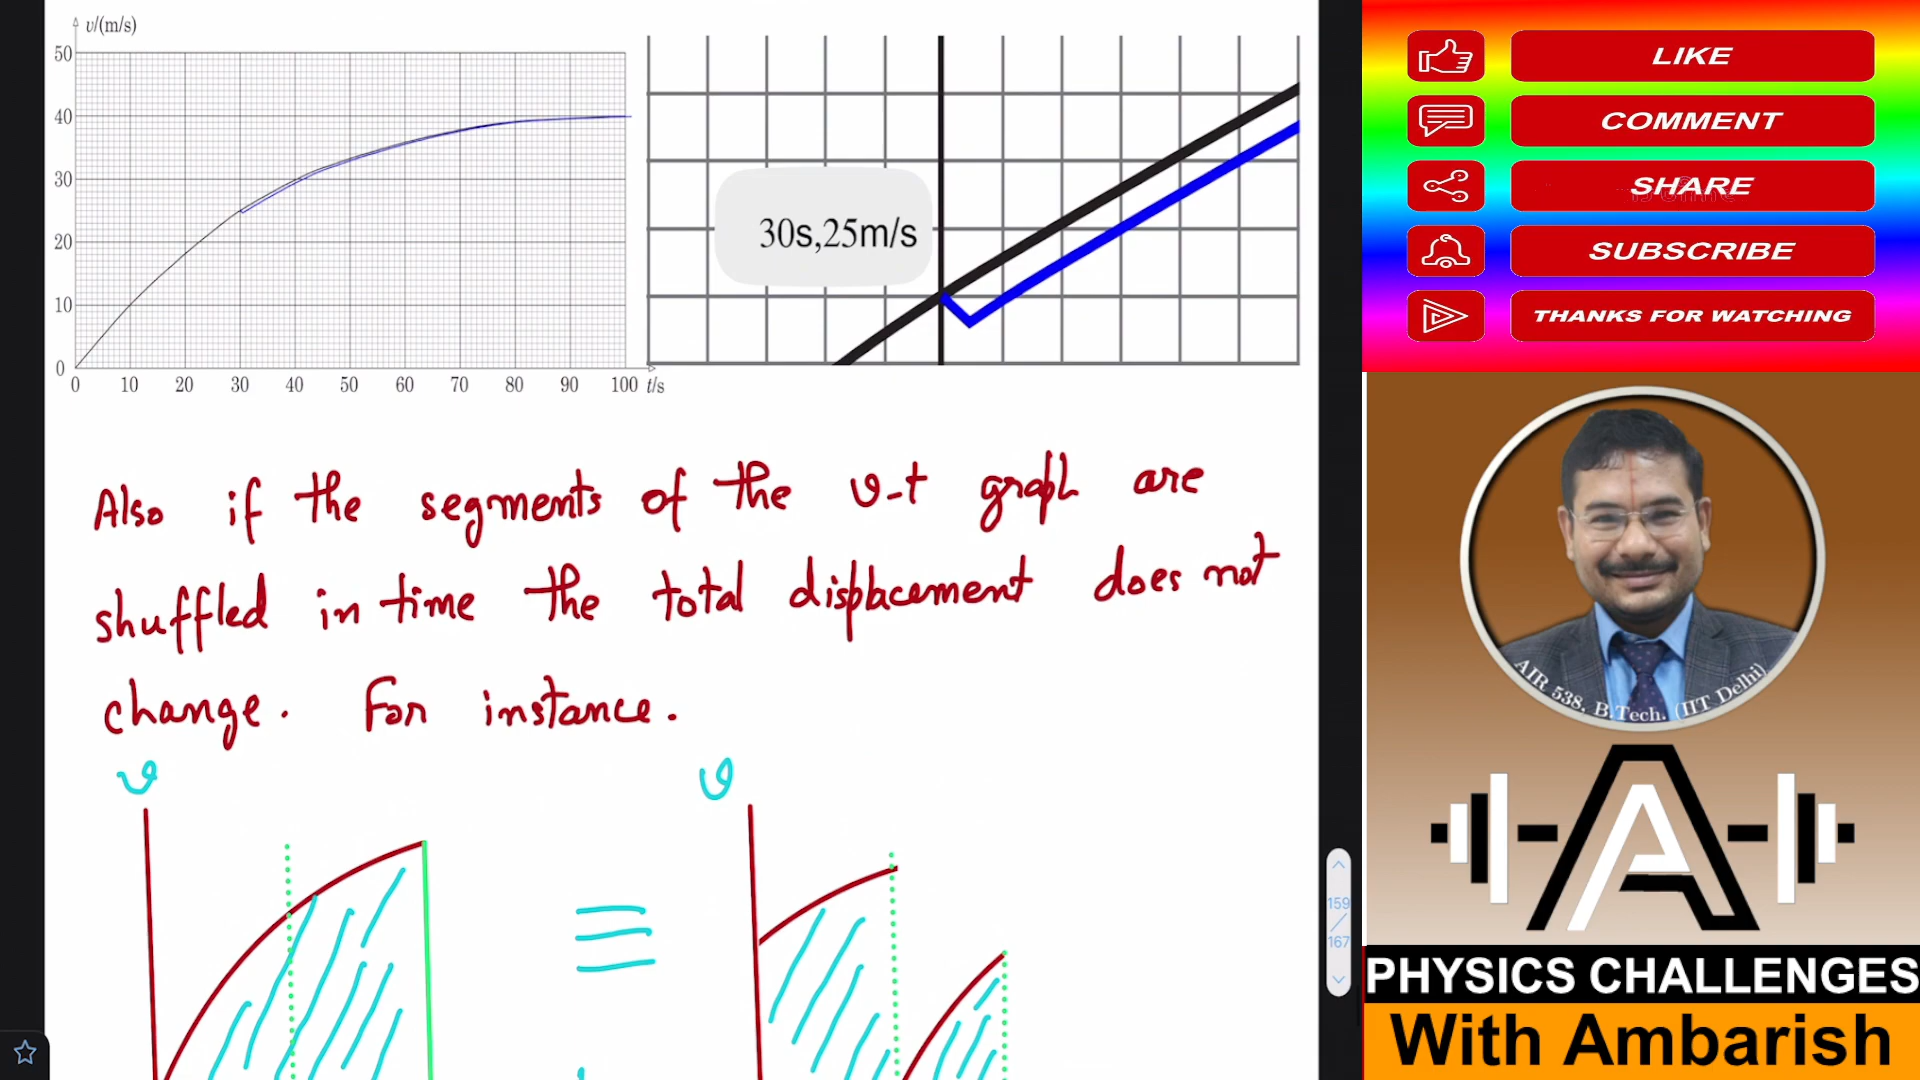 v/(m/s)
50
40
30
20
10
0
0 10 20 30 40 50 60 70 80 90 100 t/s
30s,25m/s
Also if the segments of the v-t graph are
shuffled in time the total displacement does not
change. For instance.
v
v
159
/
167
LIKE
COMMENT
SHARE
SUBSCRIBE
THANKS FOR WATCHING
AIR 538, B.Tech. (IIT Delhi)
A
PHYSICS CHALLENGES
With Ambarish